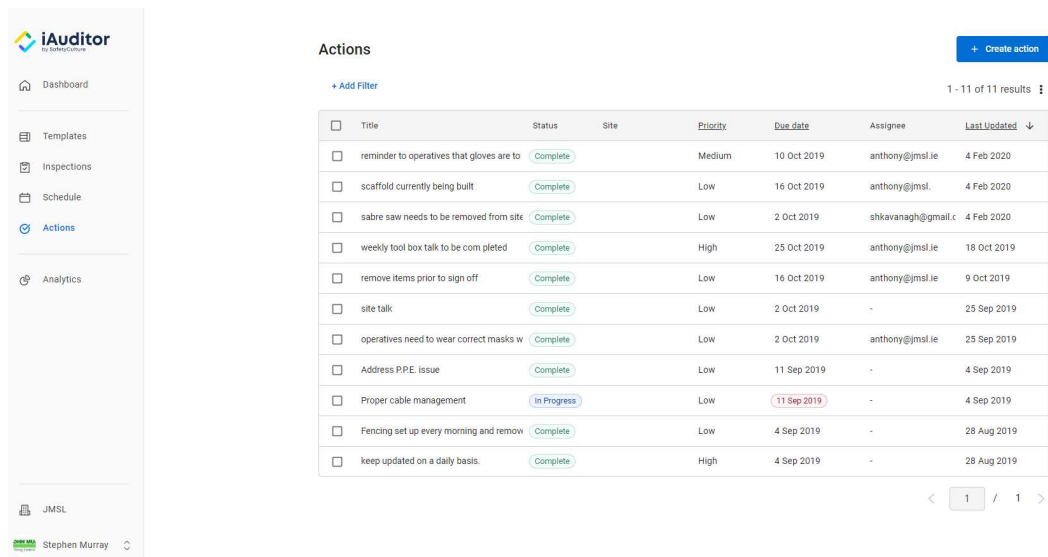 iAuditor
by SafetyCulture
Dashboard
Templates
Inspections
Schedule
Actions
Analytics
JMSL
Stephen Murray
Actions
+ Create action
+ Add Filter
1 - 11 of 11 results
Title Status Site Priority Due date Assignee Last Updated
reminder to operatives that gloves are to Complete Medium 10 Oct 2019 anthony@jmsl.ie 4 Feb 2020
scaffold currently being built Complete Low 16 Oct 2019 anthony@jmsl. 4 Feb 2020
sabre saw needs to be removed from site Complete Low 2 Oct 2019 shkavanagh@gmail.c 4 Feb 2020
weekly tool box talk to be com pleted Complete High 25 Oct 2019 anthony@jmsl.ie 18 Oct 2019
remove items prior to sign off Complete Low 16 Oct 2019 anthony@jmsl.ie 9 Oct 2019
site talk Complete Low 2 Oct 2019 - 25 Sep 2019
operatives need to wear correct masks w Complete Low 2 Oct 2019 anthony@jmsl.ie 25 Sep 2019
Address P.P.E. issue Complete Low 11 Sep 2019 - 4 Sep 2019
Proper cable management In Progress Low 11 Sep 2019 - 4 Sep 2019
Fencing set up every morning and remov Complete Low 4 Sep 2019 - 28 Aug 2019
keep updated on a daily basis. Complete High 4 Sep 2019 - 28 Aug 2019
< 1 / 1 >